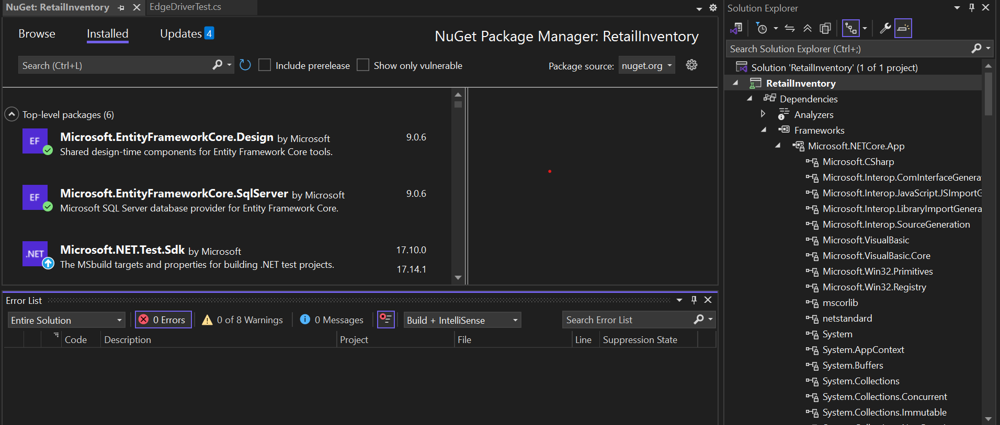 NuGet: RetailInventory
EdgeDriverTest.cs
Browse
Installed
Updates 4
NuGet Package Manager: RetailInventory
Search (Ctrl+L)
Include prerelease
Show only vulnerable
Package source: nuget.org
Top-level packages (6)
EF
Microsoft.EntityFrameworkCore.Design by Microsoft
9.0.6
Shared design-time components for Entity Framework Core tools.
EF
Microsoft.EntityFrameworkCore.SqlServer by Microsoft
9.0.6
Microsoft SQL Server database provider for Entity Framework Core.
.NET
Microsoft.NET.Test.Sdk by Microsoft
17.10.0
The MSbuild targets and properties for building .NET test projects.
17.14.1
Error List
Entire Solution
0 Errors
0 of 8 Warnings
0 Messages
Build + IntelliSense
Search Error List
Code
Description
Project
File
Line
Suppression State
Solution Explorer
Search Solution Explorer (Ctrl+;)
Solution 'RetailInventory' (1 of 1 project)
RetailInventory
Dependencies
Analyzers
Frameworks
Microsoft.NETCore.App
Microsoft.CSharp
Microsoft.Interop.ComInterfaceGenera
Microsoft.Interop.JavaScript.JSImportG
Microsoft.Interop.LibraryImportGenera
Microsoft.Interop.SourceGeneration
Microsoft.VisualBasic
Microsoft.VisualBasic.Core
Microsoft.Win32.Primitives
Microsoft.Win32.Registry
mscorlib
netstandard
System
System.AppContext
System.Buffers
System.Collections
System.Collections.Concurrent
System.Collections.Immutable